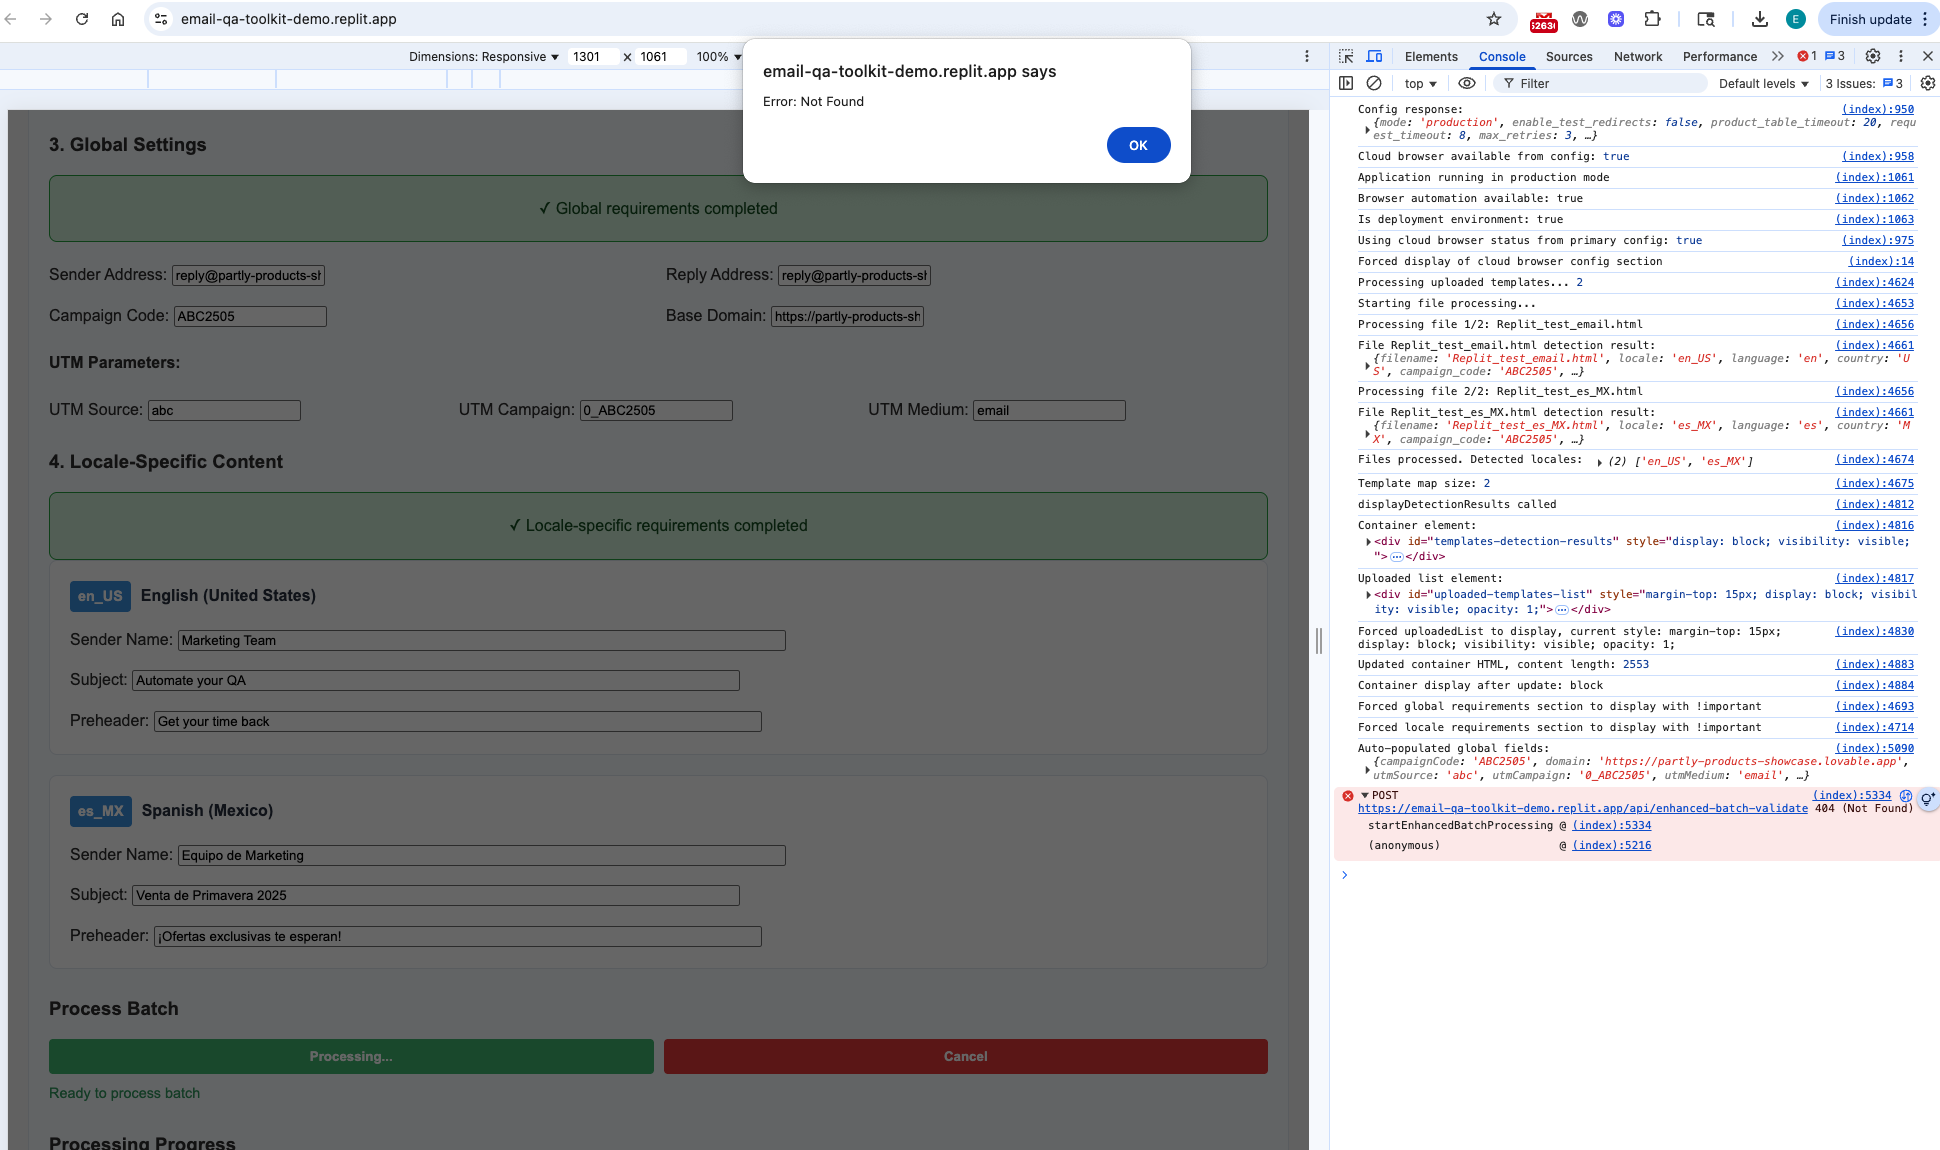 email-qa-toolkit-demo.replit.app
E
Finish update
Dimensions: Responsive 1301 x 1061 100%
email-qa-toolkit-demo.replit.app says
Error: Not Found
OK
3. Global Settings
✓ Global requirements completed
Sender Address: reply@partly-products-sh
Reply Address: reply@partly-products-sh
Campaign Code: ABC2505
Base Domain: https://partly-products-sh
UTM Parameters:
UTM Source: abc
UTM Campaign: 0_ABC2505
UTM Medium: email
4. Locale-Specific Content
✓ Locale-specific requirements completed
en_US English (United States)
Sender Name: Marketing Team
Subject: Automate your QA
Preheader: Get your time back
es_MX Spanish (Mexico)
Sender Name: Equipo de Marketing
Subject: Venta de Primavera 2025
Preheader: ¡Ofertas exclusivas te esperan!
Process Batch
Processing...
Cancel
Ready to process batch
Processing Progress
Elements Console Sources Network Performance 1 3
top Filter Default levels 3 Issues: 3
Config response: (index):950
{mode: 'production', enable_test_redirects: false, product_table_timeout: 20, requ
est_timeout: 8, max_retries: 3, …}
Cloud browser available from config: true (index):958
Application running in production mode (index):1061
Browser automation available: true (index):1062
Is deployment environment: true (index):1063
Using cloud browser status from primary config: true (index):975
Forced display of cloud browser config section (index):14
Processing uploaded templates... 2 (index):4624
Starting file processing... (index):4653
Processing file 1/2: Replit_test_email.html (index):4656
File Replit_test_email.html detection result: (index):4661
{filename: 'Replit_test_email.html', locale: 'en_US', language: 'en', country: 'U
S', campaign_code: 'ABC2505', …}
Processing file 2/2: Replit_test_es_MX.html (index):4656
File Replit_test_es_MX.html detection result: (index):4661
{filename: 'Replit_test_es_MX.html', locale: 'es_MX', language: 'es', country: 'M
X', campaign_code: 'ABC2505', …}
Files processed. Detected locales: (2) ['en_US', 'es_MX'] (index):4674
Template map size: 2 (index):4675
displayDetectionResults called (index):4812
Container element: (index):4816
<div id="templates-detection-results" style="display: block; visibility: visible;
"> … </div>
Uploaded list element: (index):4817
<div id="uploaded-templates-list" style="margin-top: 15px; display: block; visibil
ity: visible; opacity: 1;"> … </div>
Forced uploadedList to display, current style: margin-top: 15px; (index):4830
display: block; visibility: visible; opacity: 1;
Updated container HTML, content length: 2553 (index):4883
Container display after update: block (index):4884
Forced global requirements section to display with !important (index):4693
Forced locale requirements section to display with !important (index):4714
Auto-populated global fields: (index):5090
{campaignCode: 'ABC2505', domain: 'https://partly-products-showcase.lovable.app',
utmSource: 'abc', utmCampaign: '0_ABC2505', utmMedium: 'email', …}
POST (index):5334
https://email-qa-toolkit-demo.replit.app/api/enhanced-batch-validate 404 (Not Found)
startEnhancedBatchProcessing @ (index):5334
(anonymous) @ (index):5216